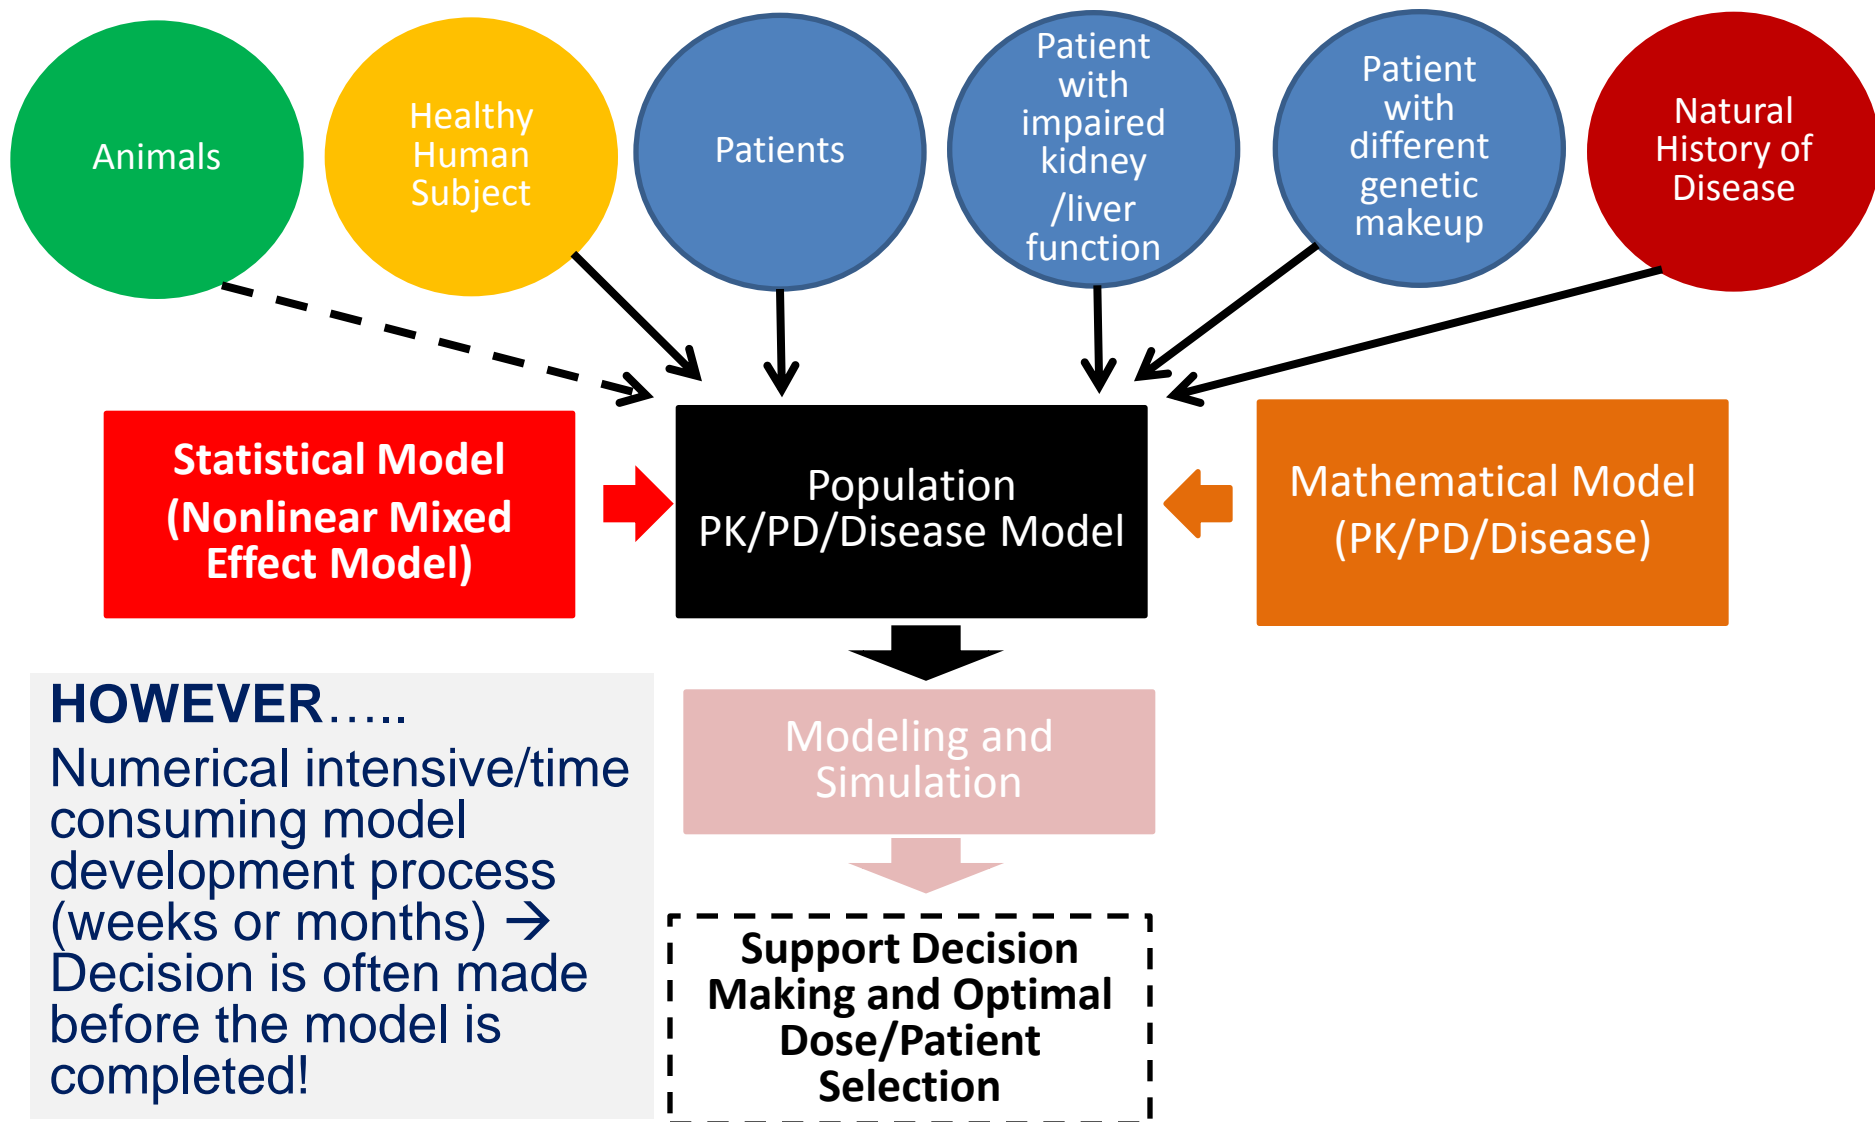 Animals
Healthy
Human
Subject
Patients
Patient
with
impaired
kidney
/liver
function
Patient
with
different
genetic
makeup
Natural
History of
Disease
Statistical Model
(Nonlinear Mixed
Effect Model)
Population
PK/PD/Disease Model
Mathematical Model
(PK/PD/Disease)
HOWEVER.....
Numerical intensive/time
consuming model
development process
(weeks or months) →
Decision is often made
before the model is
completed!
Modeling and
Simulation
Support Decision
Making and Optimal
Dose/Patient
Selection